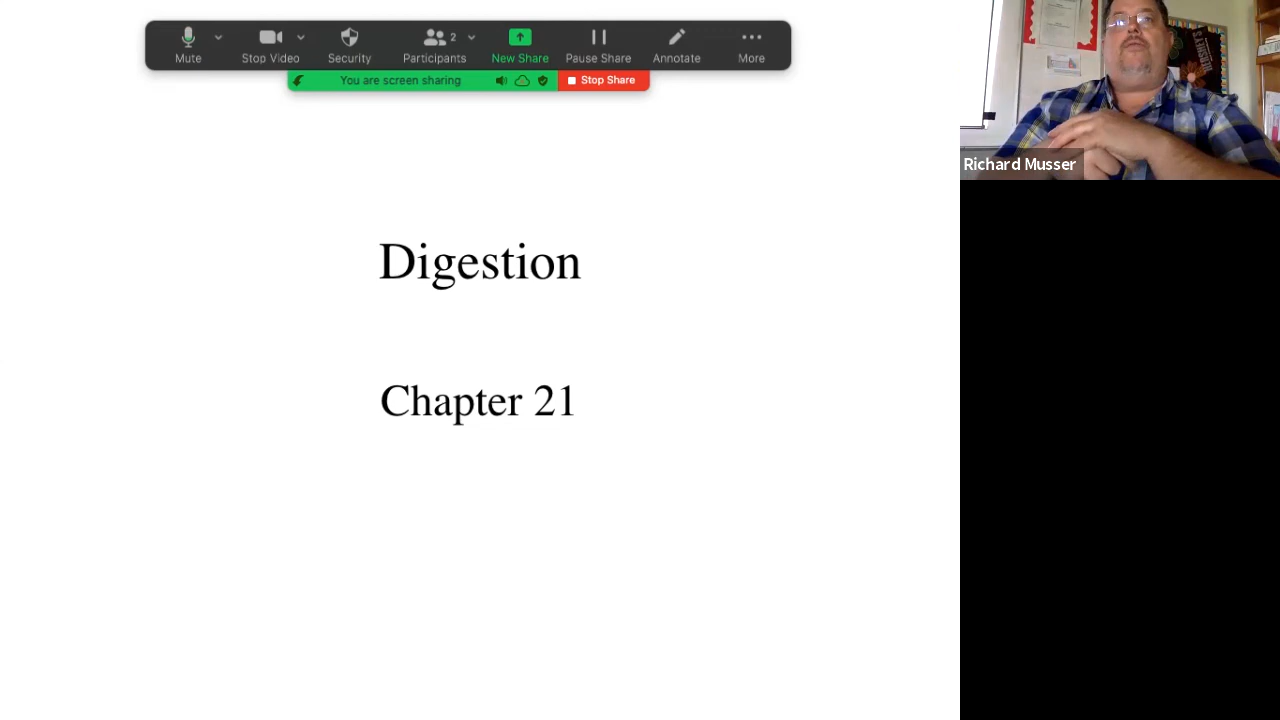 Mute
Stop Video
Security
2
Participants
New Share
Pause Share
Annotate
More
You are screen sharing
Stop Share
Richard Musser
Digestion
Chapter 21